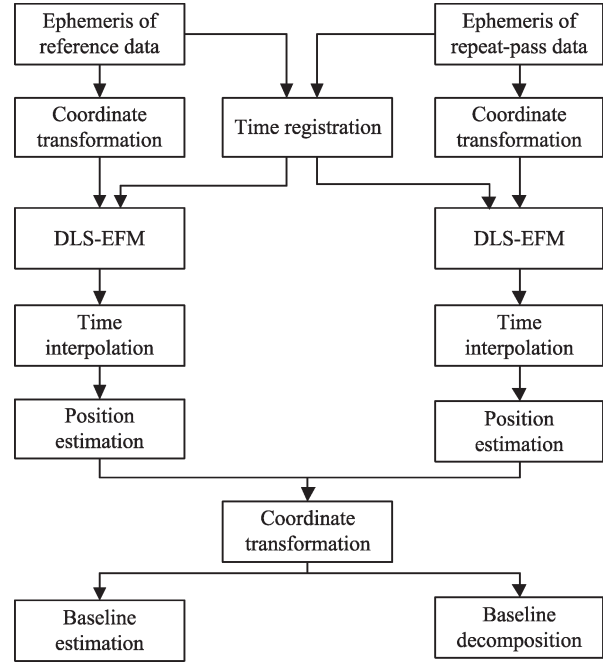 Ephemeris of
reference data
Ephemeris of
repeat-pass data
Coordinate
transformation
Time registration
Coordinate
transformation
DLS-EFM
DLS-EFM
Time
interpolation
Time
interpolation
Position
estimation
Position
estimation
Coordinate
transformation
Baseline
estimation
Baseline
decomposition